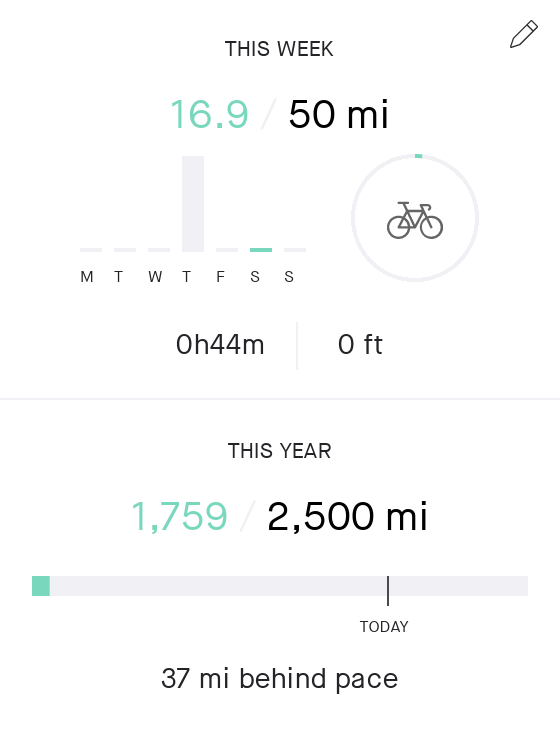 THIS WEEK
16.9 / 50 mi
M T W T F S S
0h44m 0 ft
THIS YEAR
1,759 / 2,500 mi
TODAY
37 mi behind pace